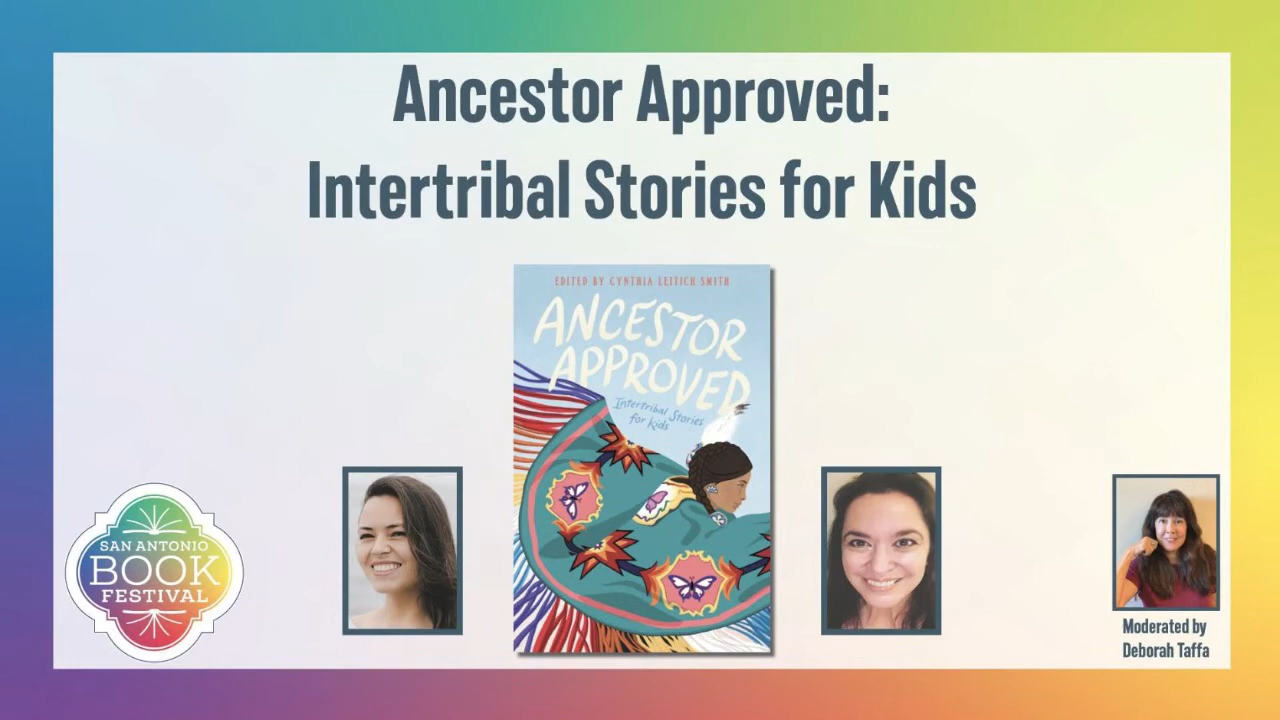 Ancestor Approved:
Intertribal Stories for Kids
EDITED BY CYNTHIA LEITICH SMITH
ANCESTOR
APPROVED
Intertribal Stories
for Kids
SAN ANTONIO
BOOK
FESTIVAL
Moderated by
Deborah Taffa